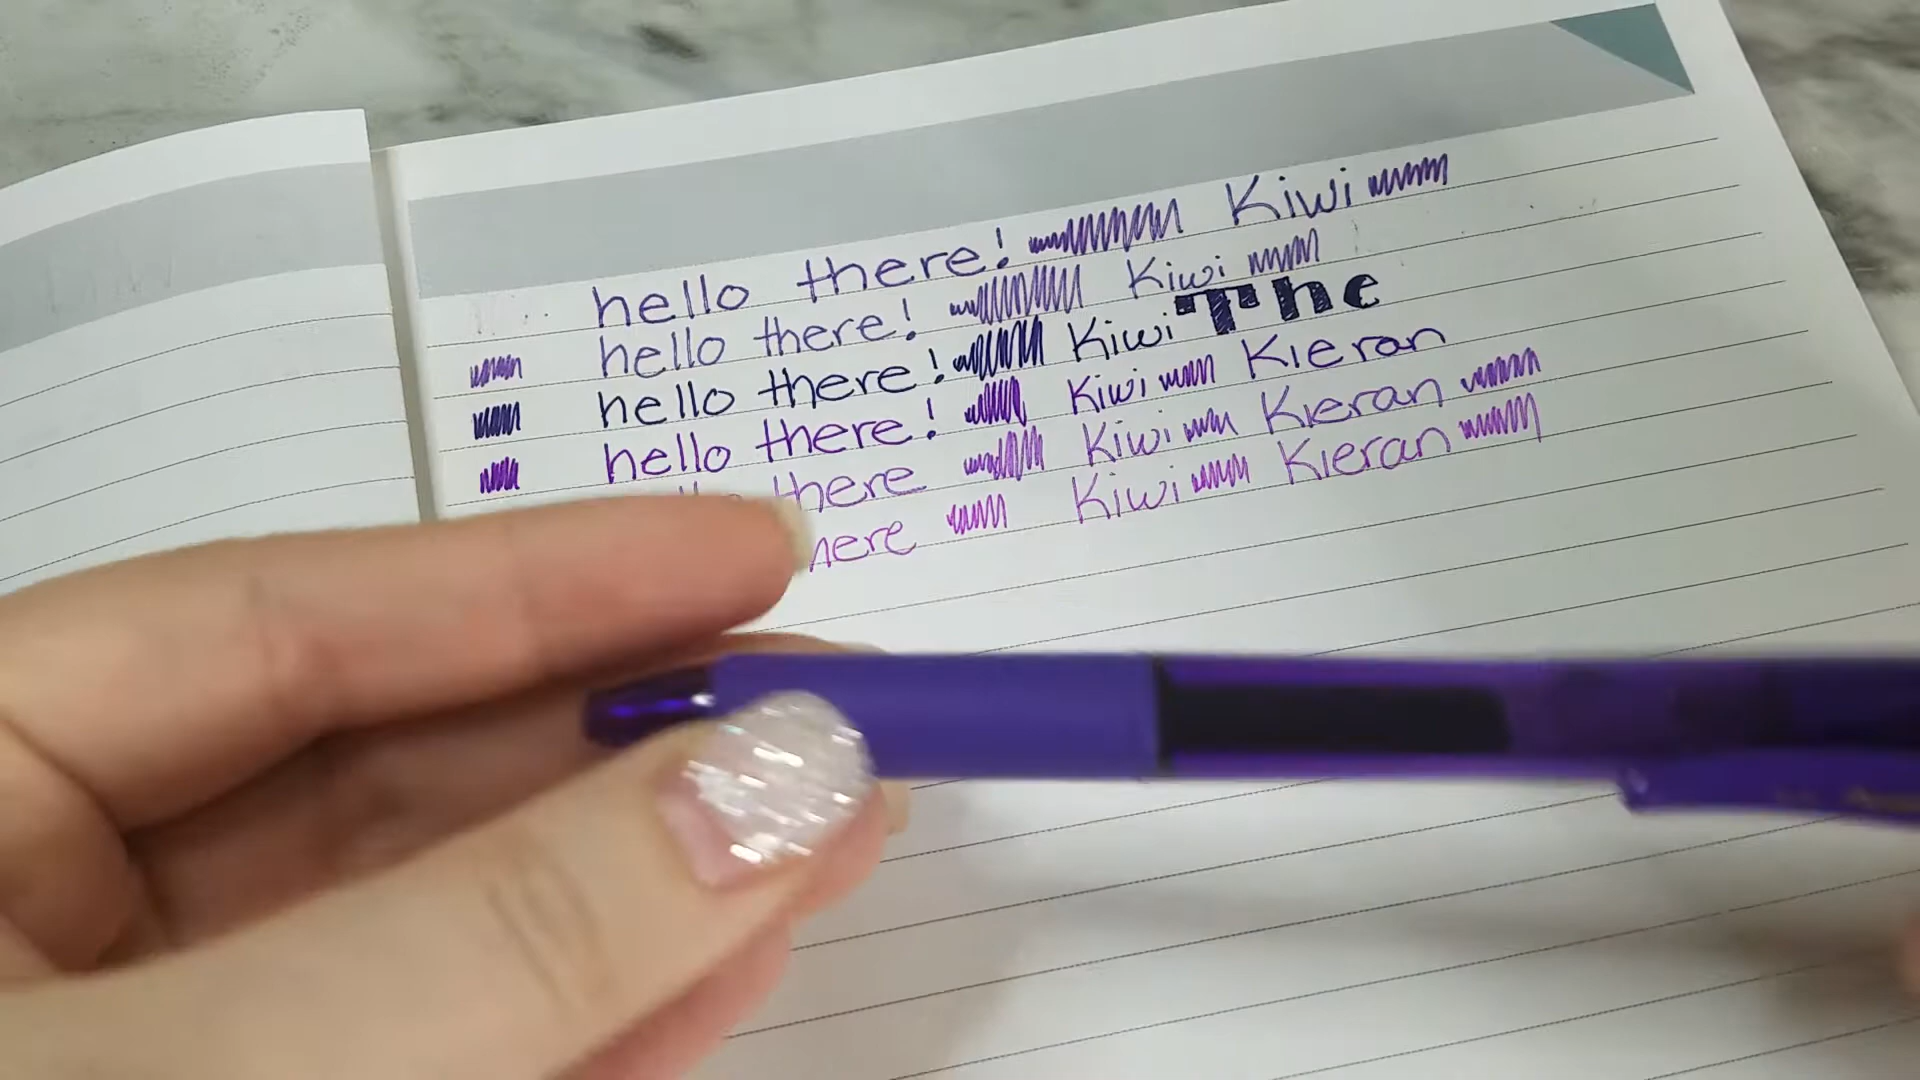 hello there! Kiwi
hello there! Kiwi
hello there! Kiwi The
hello there! Kiwi Kieran
there Kiwi Kieran
here Kiwi Kieran